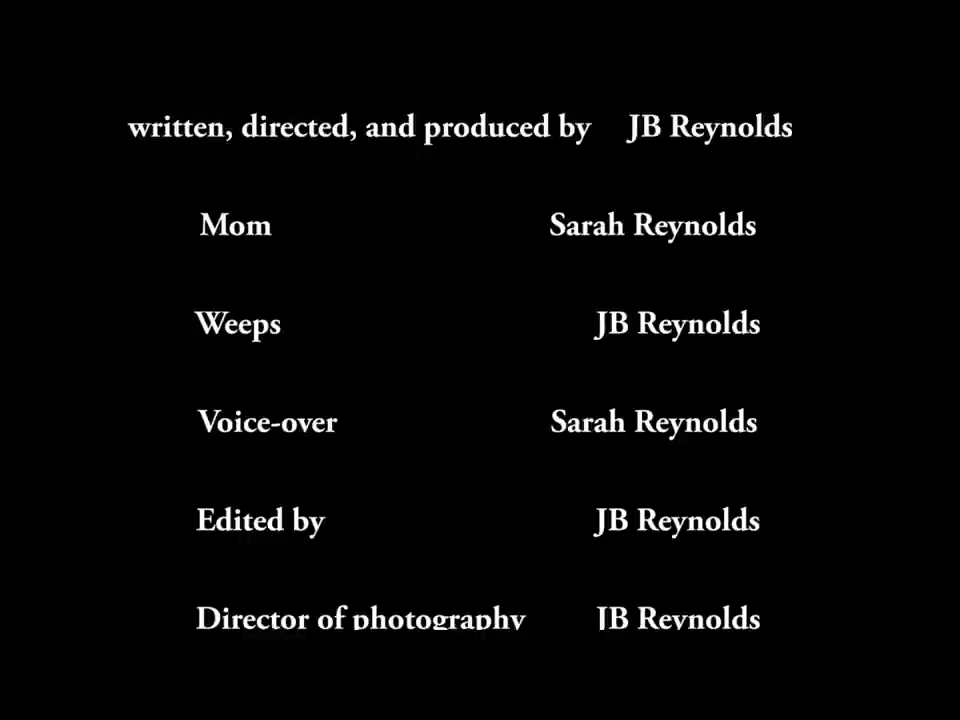 written, directed, and produced by JB Reynolds
Mom Sarah Reynolds
Weeps JB Reynolds
Voice-over Sarah Reynolds
Edited by JB Reynolds
Director of photography JB Reynolds